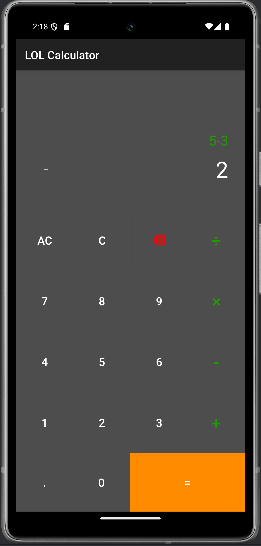 2:18
LOL Calculator
5-3
- 2
AC C ÷
7 8 9 ×
4 5 6 -
1 2 3 +
. 0 =